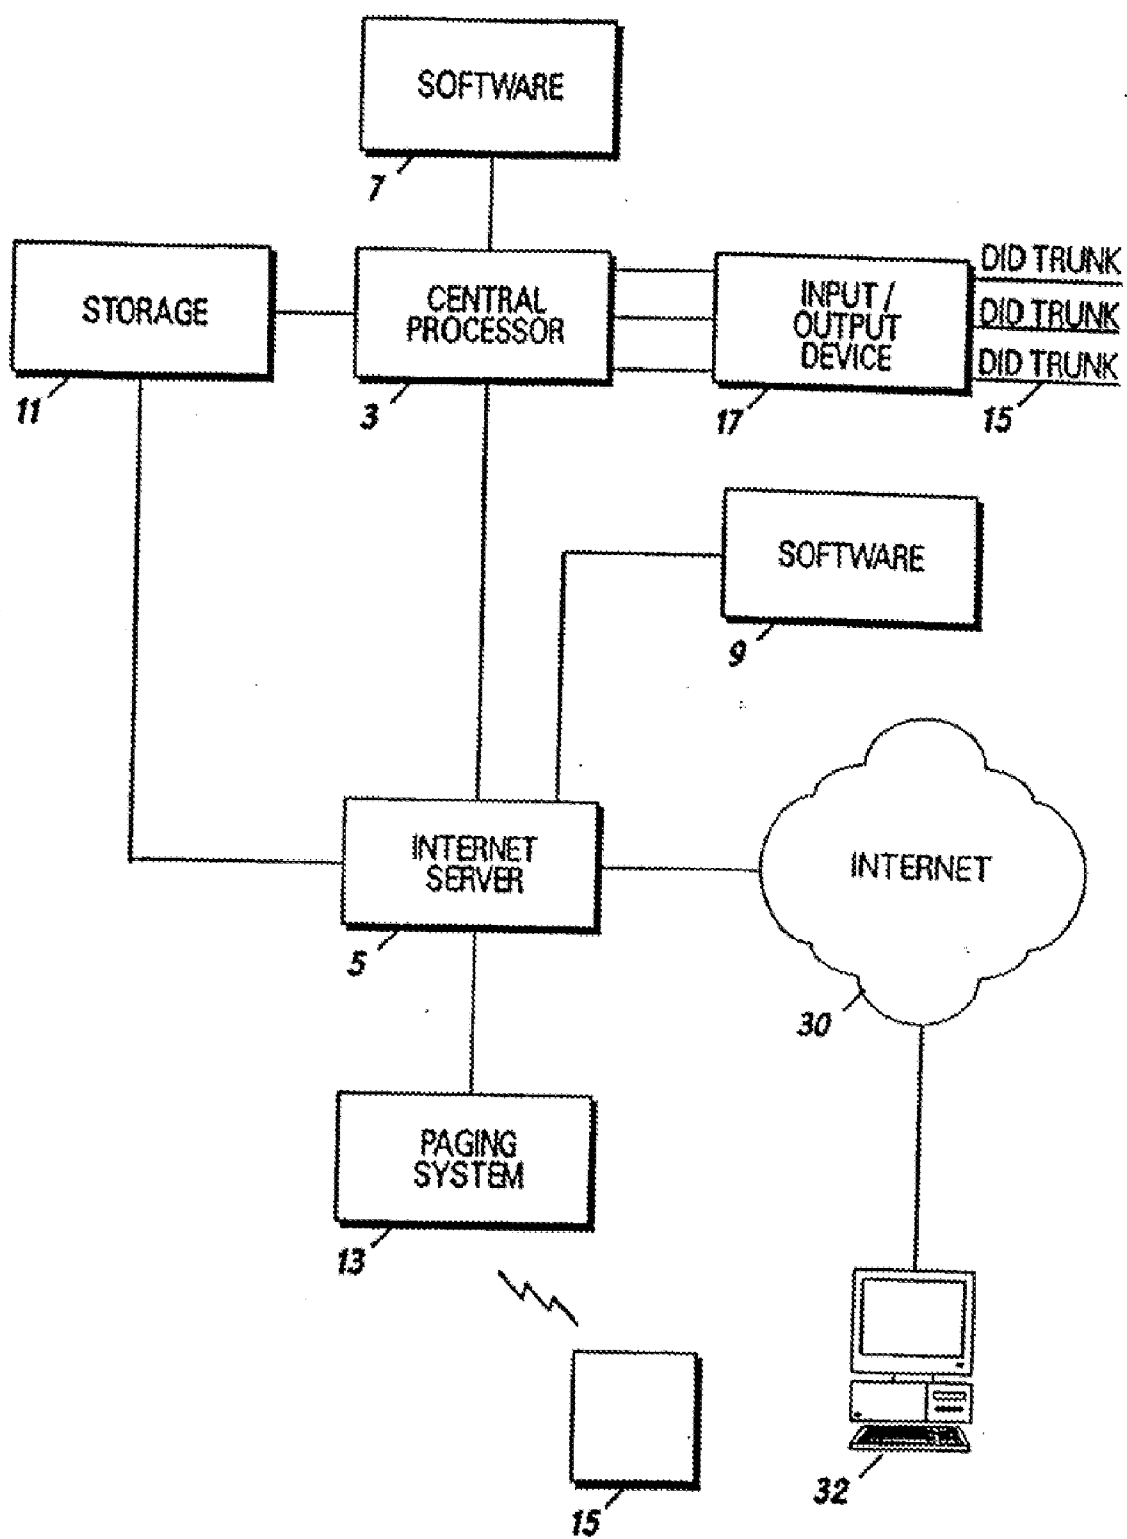 SOFTWARE
7
STORAGE
11
CENTRAL
PROCESSOR
3
INPUT /
OUTPUT
DEVICE
17
DID TRUNK
DID TRUNK
DID TRUNK
15
SOFTWARE
9
INTERNET
SERVER
5
INTERNET
30
PAGING
SYSTEM
13
15
32